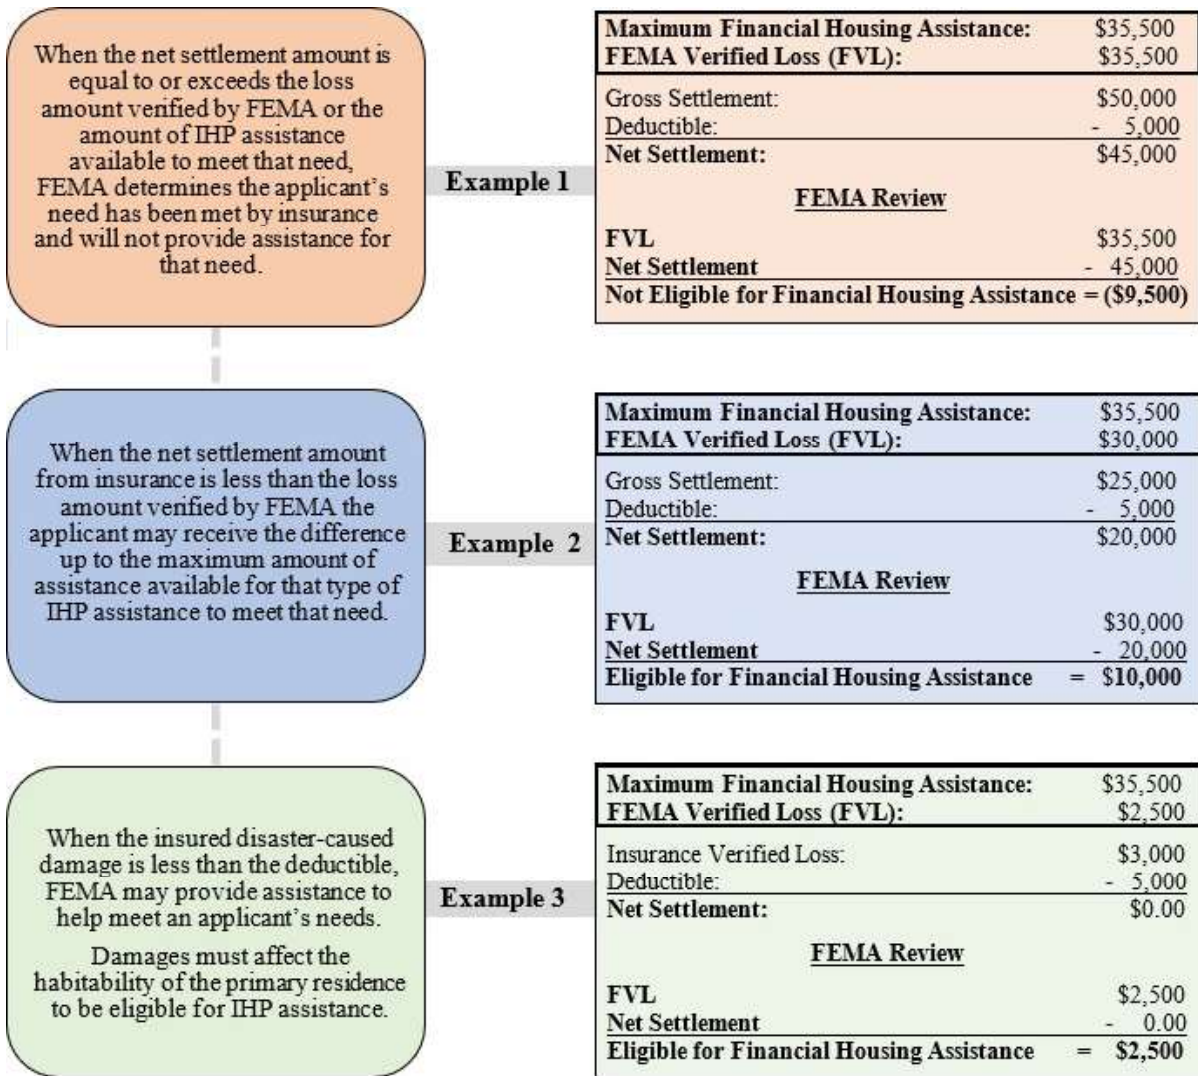 When the net settlement amount is
equal to or exceeds the loss
amount verified by FEMA or the
amount of IHP assistance
available to meet that need,
FEMA determines the applicant's
need has been met by insurance
and will not provide assistance for
that need.
Example 1
Maximum Financial Housing Assistance: $35,500
FEMA Verified Loss (FVL): $35,500
Gross Settlement: $50,000
Deductible: - 5,000
Net Settlement: $45,000
FEMA Review
FVL $35,500
Net Settlement - 45,000
Not Eligible for Financial Housing Assistance = ($9,500)
When the net settlement amount
from insurance is less than the loss
amount verified by FEMA the
applicant may receive the difference
up to the maximum amount of
assistance available for that type of
IHP assistance to meet that need.
Example 2
Maximum Financial Housing Assistance: $35,500
FEMA Verified Loss (FVL): $30,000
Gross Settlement: $25,000
Deductible: - 5,000
Net Settlement: $20,000
FEMA Review
FVL $30,000
Net Settlement - 20,000
Eligible for Financial Housing Assistance = $10,000
When the insured disaster-caused
damage is less than the deductible,
FEMA may provide assistance to
help meet an applicant's needs.
Damages must affect the
habitability of the primary residence
to be eligible for IHP assistance.
Example 3
Maximum Financial Housing Assistance: $35,500
FEMA Verified Loss (FVL): $2,500
Insurance Verified Loss: $3,000
Deductible: - 5,000
Net Settlement: $0.00
FEMA Review
FVL $2,500
Net Settlement - 0.00
Eligible for Financial Housing Assistance = $2,500